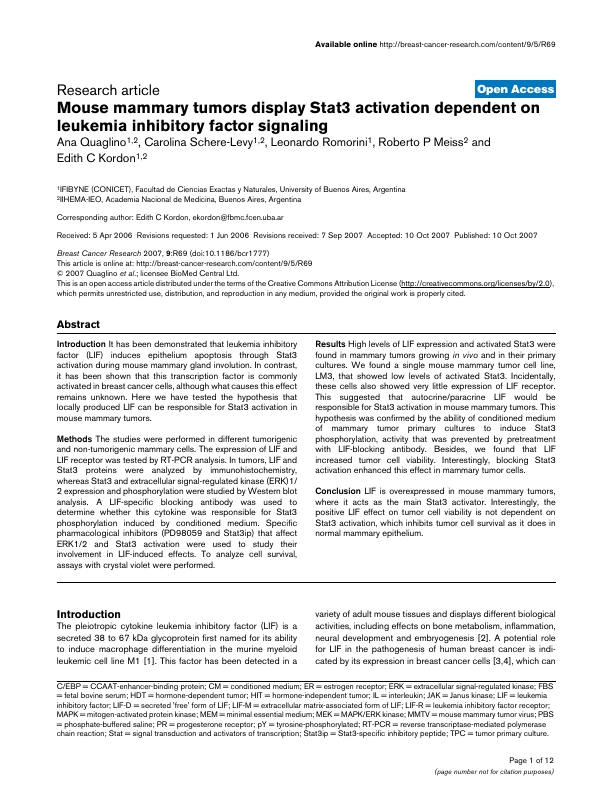 Available online http://breast-cancer-research.com/content/9/5/R69
Research article
Open Access
Mouse mammary tumors display Stat3 activation dependent on
leukemia inhibitory factor signaling
Ana Quaglino1,2, Carolina Schere-Levy1,2, Leonardo Romorini1, Roberto P Meiss2 and
Edith C Kordon1,2
1IFIBYNE (CONICET), Facultad de Ciencias Exactas y Naturales, University of Buenos Aires, Argentina
2IIHEMA-IEO, Academia Nacional de Medicina, Buenos Aires, Argentina
Corresponding author: Edith C Kordon, ekordon@fbmc.fcen.uba.ar
Received: 5 Apr 2006 Revisions requested: 1 Jun 2006 Revisions received: 7 Sep 2007 Accepted: 10 Oct 2007 Published: 10 Oct 2007
Breast Cancer Research 2007, 9:R69 (doi:10.1186/bcr1777)
This article is online at: http://breast-cancer-research.com/content/9/5/R69
© 2007 Quaglino et al.; licensee BioMed Central Ltd.
This is an open access article distributed under the terms of the Creative Commons Attribution License (http://creativecommons.org/licenses/by/2.0),
which permits unrestricted use, distribution, and reproduction in any medium, provided the original work is properly cited.
Abstract
Introduction It has been demonstrated that leukemia inhibitory
factor (LIF) induces epithelium apoptosis through Stat3
activation during mouse mammary gland involution. In contrast,
it has been shown that this transcription factor is commonly
activated in breast cancer cells, although what causes this effect
remains unknown. Here we have tested the hypothesis that
locally produced LIF can be responsible for Stat3 activation in
mouse mammary tumors.
Methods The studies were performed in different tumorigenic
and non-tumorigenic mammary cells. The expression of LIF and
LIF receptor was tested by RT-PCR analysis. In tumors, LIF and
Stat3 proteins were analyzed by immunohistochemistry,
whereas Stat3 and extracellular signal-regulated kinase (ERK)1/
2 expression and phosphorylation were studied by Western blot
analysis. A LIF-specific blocking antibody was used to
determine whether this cytokine was responsible for Stat3
phosphorylation induced by conditioned medium. Specific
pharmacological inhibitors (PD98059 and Stat3ip) that affect
ERK1/2 and Stat3 activation were used to study their
involvement in LIF-induced effects. To analyze cell survival,
assays with crystal violet were performed.
Results High levels of LIF expression and activated Stat3 were
found in mammary tumors growing in vivo and in their primary
cultures. We found a single mouse mammary tumor cell line,
LM3, that showed low levels of activated Stat3. Incidentally,
these cells also showed very little expression of LIF receptor.
This suggested that autocrine/paracrine LIF would be
responsible for Stat3 activation in mouse mammary tumors. This
hypothesis was confirmed by the ability of conditioned medium
of mammary tumor primary cultures to induce Stat3
phosphorylation, activity that was prevented by pretreatment
with LIF-blocking antibody. Besides, we found that LIF
increased tumor cell viability. Interestingly, blocking Stat3
activation enhanced this effect in mammary tumor cells.
Conclusion LIF is overexpressed in mouse mammary tumors,
where it acts as the main Stat3 activator. Interestingly, the
positive LIF effect on tumor cell viability is not dependent on
Stat3 activation, which inhibits tumor cell survival as it does in
normal mammary epithelium.
Introduction
The pleiotropic cytokine leukemia inhibitory factor (LIF) is a
secreted 38 to 67 kDa glycoprotein first named for its ability
to induce macrophage differentiation in the murine myeloid
leukemic cell line M1 [1]. This factor has been detected in a
variety of adult mouse tissues and displays different biological
activities, including effects on bone metabolism, inflammation,
neural development and embryogenesis [2]. A potential role
for LIF in the pathogenesis of human breast cancer is indi-
cated by its expression in breast cancer cells [3,4], which can
C/EBP = CCAAT-enhancer-binding protein; CM = conditioned medium; ER = estrogen receptor; ERK = extracellular signal-regulated kinase; FBS
= fetal bovine serum; HDT = hormone-dependent tumor; HIT = hormone-independent tumor; IL = interleukin; JAK = Janus kinase; LIF = leukemia
inhibitory factor; LIF-D = secreted 'free' form of LIF; LIF-M = extracellular matrix-associated form of LIF; LIF-R = leukemia inhibitory factor receptor;
MAPK = mitogen-activated protein kinase; MEM = minimal essential medium; MEK = MAPK/ERK kinase; MMTV = mouse mammary tumor virus; PBS
= phosphate-buffered saline; PR = progesterone receptor; pY = tyrosine-phosphorylated; RT-PCR = reverse transcriptase-mediated polymerase
chain reaction; Stat = signal transduction and activators of transcription; Stat3ip = Stat3-specific inhibitory peptide; TPC = tumor primary culture.
Page 1 of 12
(page number not for citation purposes)